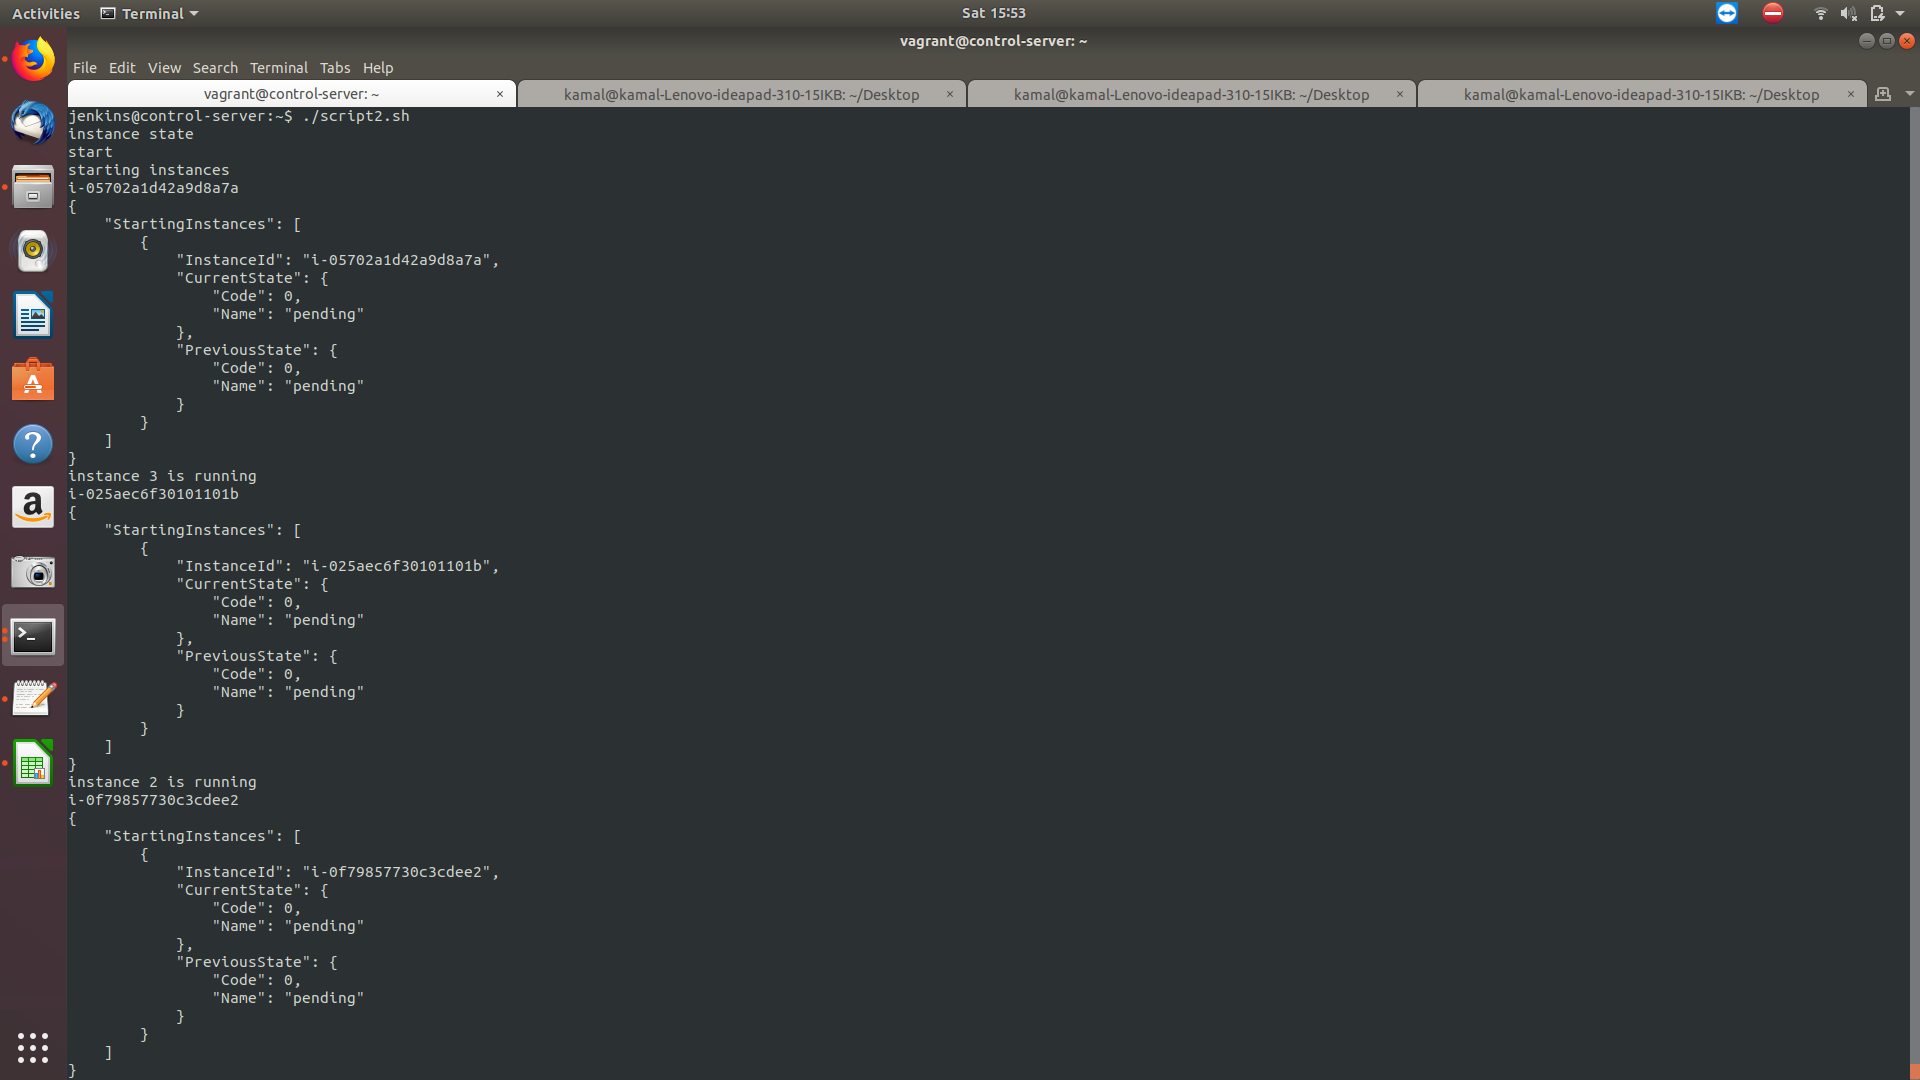 Activities Terminal Sat 15:53
vagrant@control-server: ~
File Edit View Search Terminal Tabs Help
vagrant@control-server: ~ × kamal@kamal-Lenovo-ideapad-310-15IKB: ~/Desktop × kamal@kamal-Lenovo-ideapad-310-15IKB: ~/Desktop × kamal@kamal-Lenovo-ideapad-310-15IKB: ~/Desktop ×
jenkins@control-server:~$ ./script2.sh
instance state
start
starting instances
i-05702a1d42a9d8a7a
{
    "StartingInstances": [
        {
            "InstanceId": "i-05702a1d42a9d8a7a",
            "CurrentState": {
                "Code": 0,
                "Name": "pending"
            },
            "PreviousState": {
                "Code": 0,
                "Name": "pending"
            }
        }
    ]
}
instance 3 is running
i-025aec6f30101101b
{
    "StartingInstances": [
        {
            "InstanceId": "i-025aec6f30101101b",
            "CurrentState": {
                "Code": 0,
                "Name": "pending"
            },
            "PreviousState": {
                "Code": 0,
                "Name": "pending"
            }
        }
    ]
}
instance 2 is running
i-0f79857730c3cdee2
{
    "StartingInstances": [
        {
            "InstanceId": "i-0f79857730c3cdee2",
            "CurrentState": {
                "Code": 0,
                "Name": "pending"
            },
            "PreviousState": {
                "Code": 0,
                "Name": "pending"
            }
        }
    ]
}